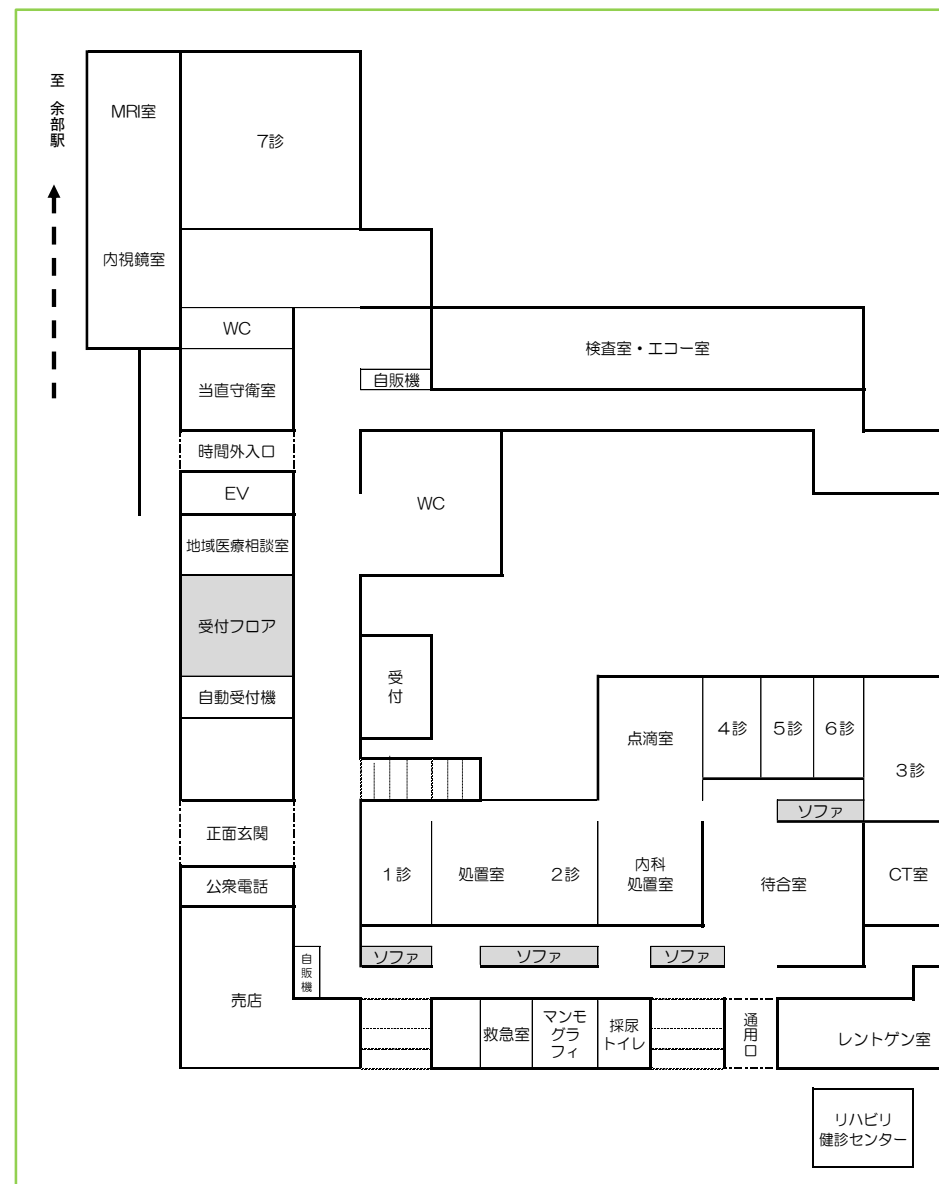 至 余部駅
MRI室
7診
内視鏡室
WC
検査室・エコー室
自販機
当直守衛室
時間外入口
EV
WC
地域医療相談室
受付フロア
受
付
自動受付機
点滴室
4診
5診
6診
3診
ソファ
正面玄関
1診
処置室
2診
内科
処置室
待合室
CT室
公衆電話
ソファ
ソファ
ソファ
自販機
売店
救急室
マンモ
グラ
フィ
採尿
トイレ
通用口
レントゲン室
リハビリ
健診センター